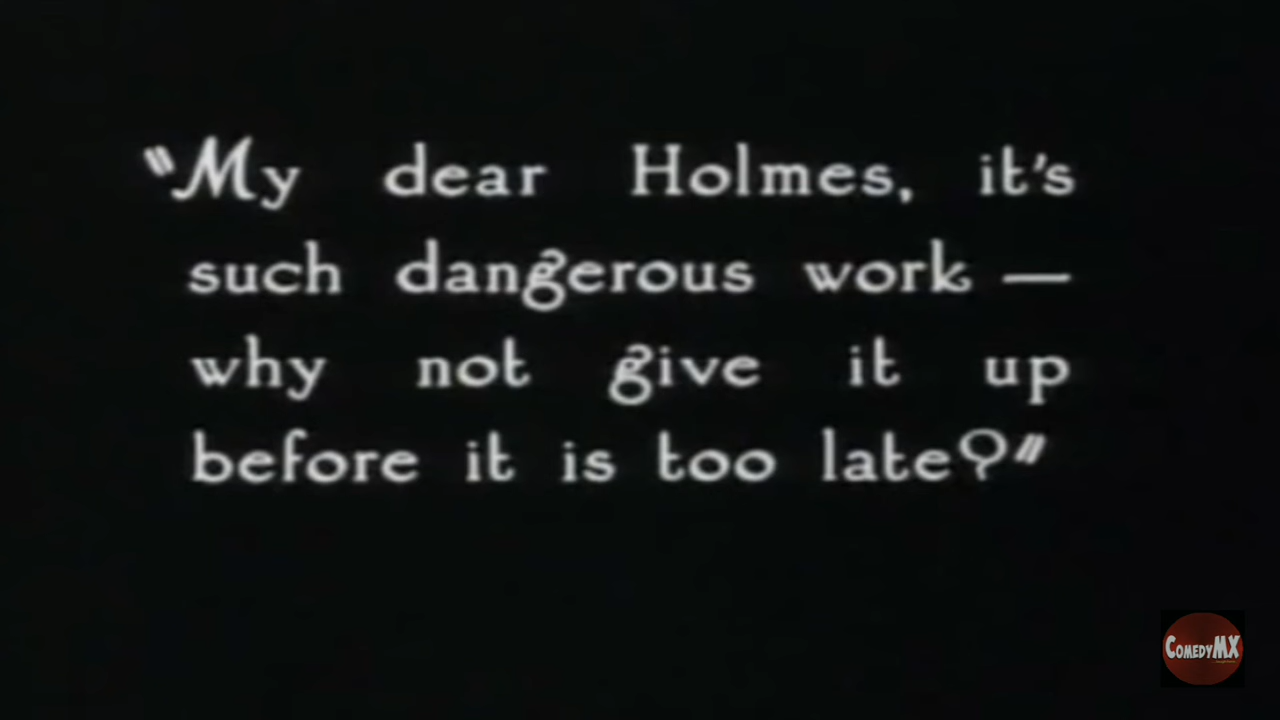 “My dear Holmes, it's
such dangerous work —
why not give it up
before it is too late?”
COMEDYMX